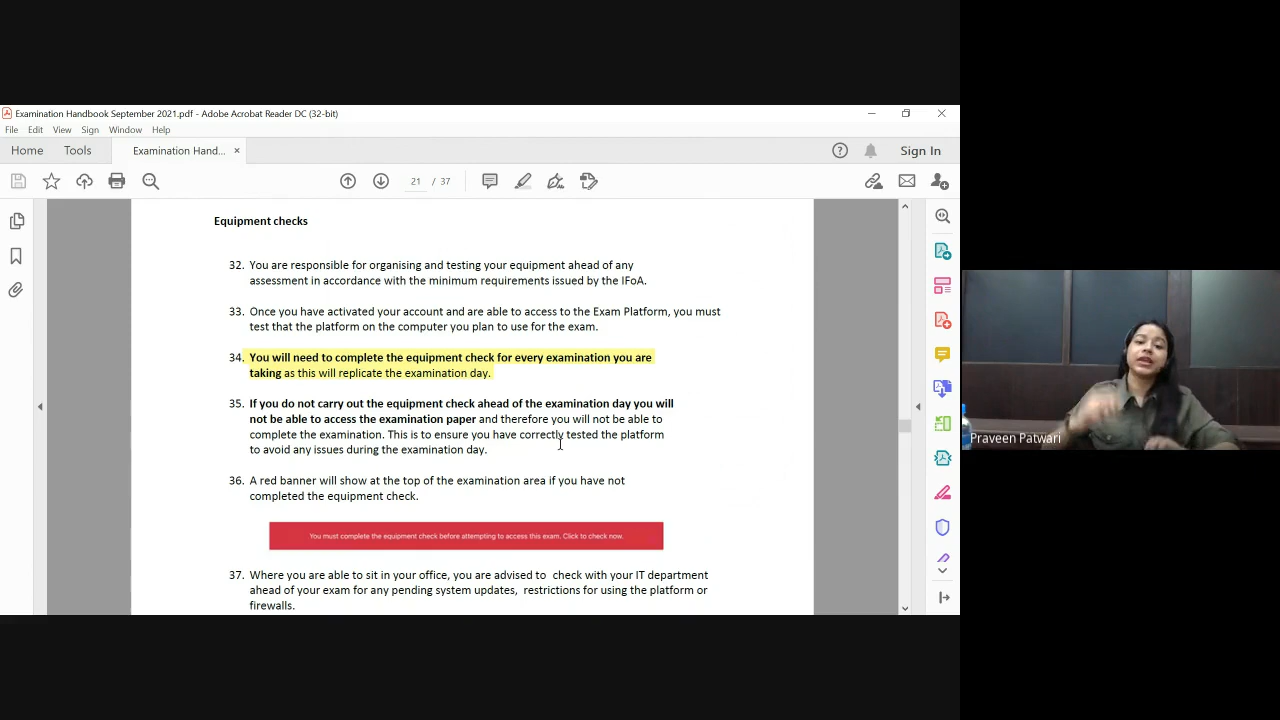 Examination Handbook September 2021.pdf - Adobe Acrobat Reader DC (32-bit)
File Edit View Sign Window Help
Home Tools Examination Hand... × Sign In
21 / 37
Equipment checks
32. You are responsible for organising and testing your equipment ahead of any
assessment in accordance with the minimum requirements issued by the IFoA.
33. Once you have activated your account and are able to access to the Exam Platform, you must
test that the platform on the computer you plan to use for the exam.
34. You will need to complete the equipment check for every examination you are
taking as this will replicate the examination day.
35. If you do not carry out the equipment check ahead of the examination day you will
not be able to access the examination paper and therefore you will not be able to
complete the examination. This is to ensure you have correctly tested the platform
to avoid any issues during the examination day.
Praveen Patwari
36. A red banner will show at the top of the examination area if you have not
completed the equipment check.
You must complete the equipment check before attempting to access this exam. Click to check now.
37. Where you are able to sit in your office, you are advised to check with your IT department
ahead of your exam for any pending system updates, restrictions for using the platform or
firewalls.